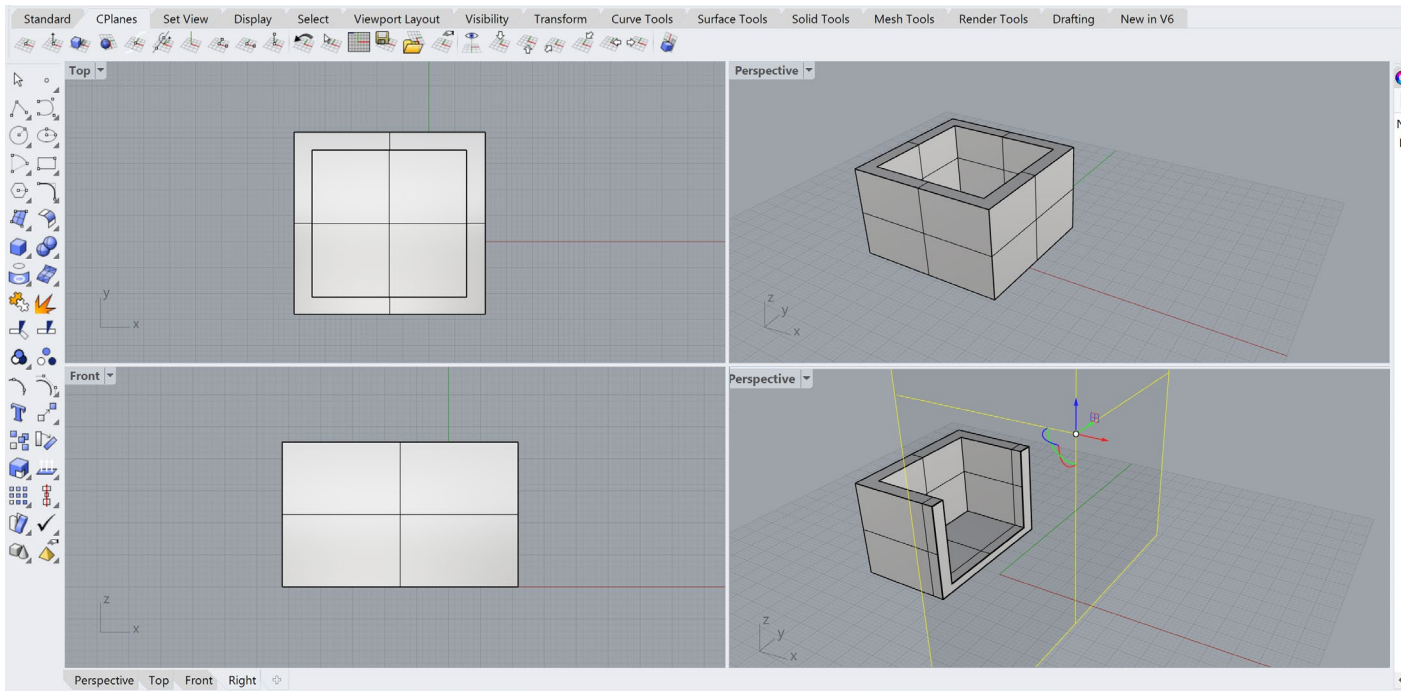 Standard CPlanes Set View Display Select Viewport Layout Visibility Transform Curve Tools Surface Tools Solid Tools Mesh Tools Render Tools Drafting New in V6
Top
Perspective
y
x
z
y
x
Front
Perspective
z
x
z
y
x
Perspective Top Front Right